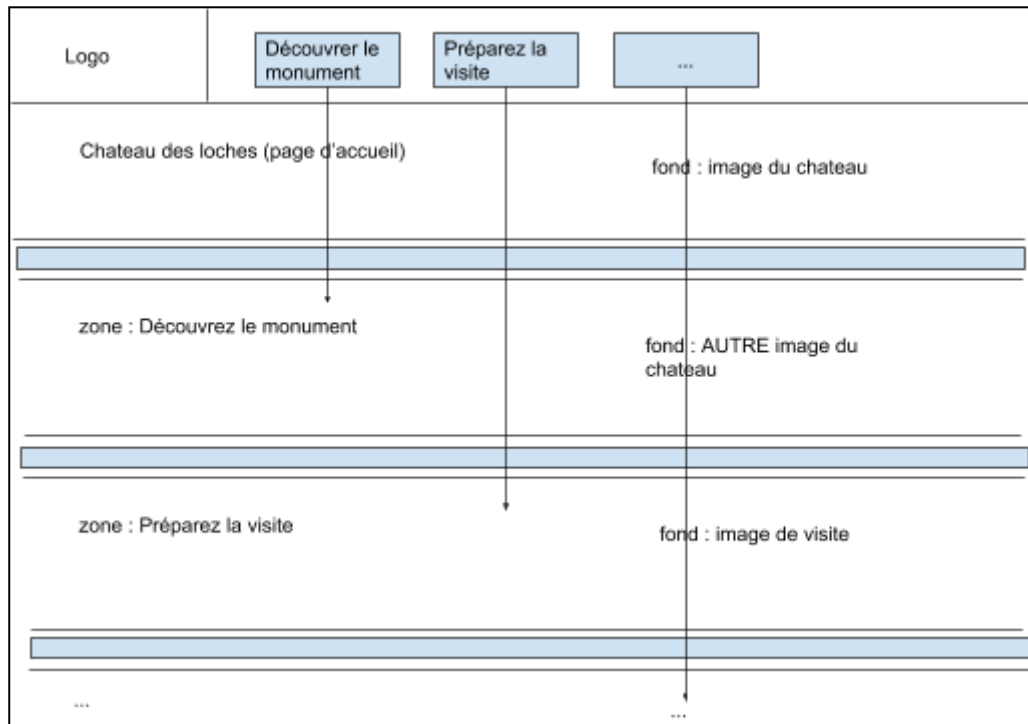 Logo
Découvrer le
monument
Préparez la
visite
...
Chateau des loches (page d'accueil)
fond : image du chateau
zone : Découvrez le monument
fond : AUTRE image du
chateau
zone : Préparez la visite
fond : image de visite
...
...